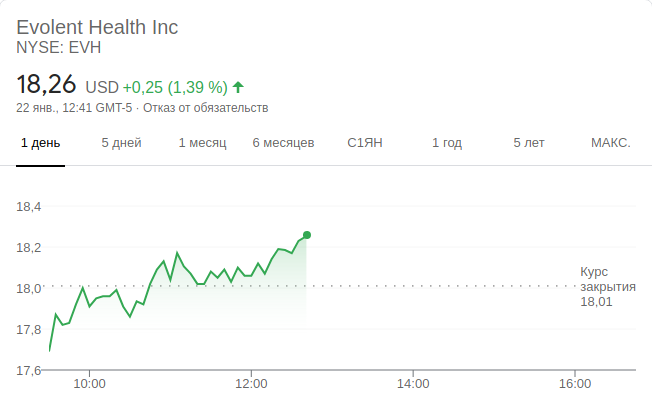 Evolent Health Inc
NYSE: EVH
18,26 USD +0,25 (1,39 %)
22 янв., 12:41 GMT-5 · Отказ от обязательств
1 день 5 дней 1 месяц 6 месяцев С1ЯН 1 год 5 лет МАКС.
18,4
18,2
18,0
17,8
17,6
Курс
закрытия
18,01
10:00 12:00 14:00 16:00